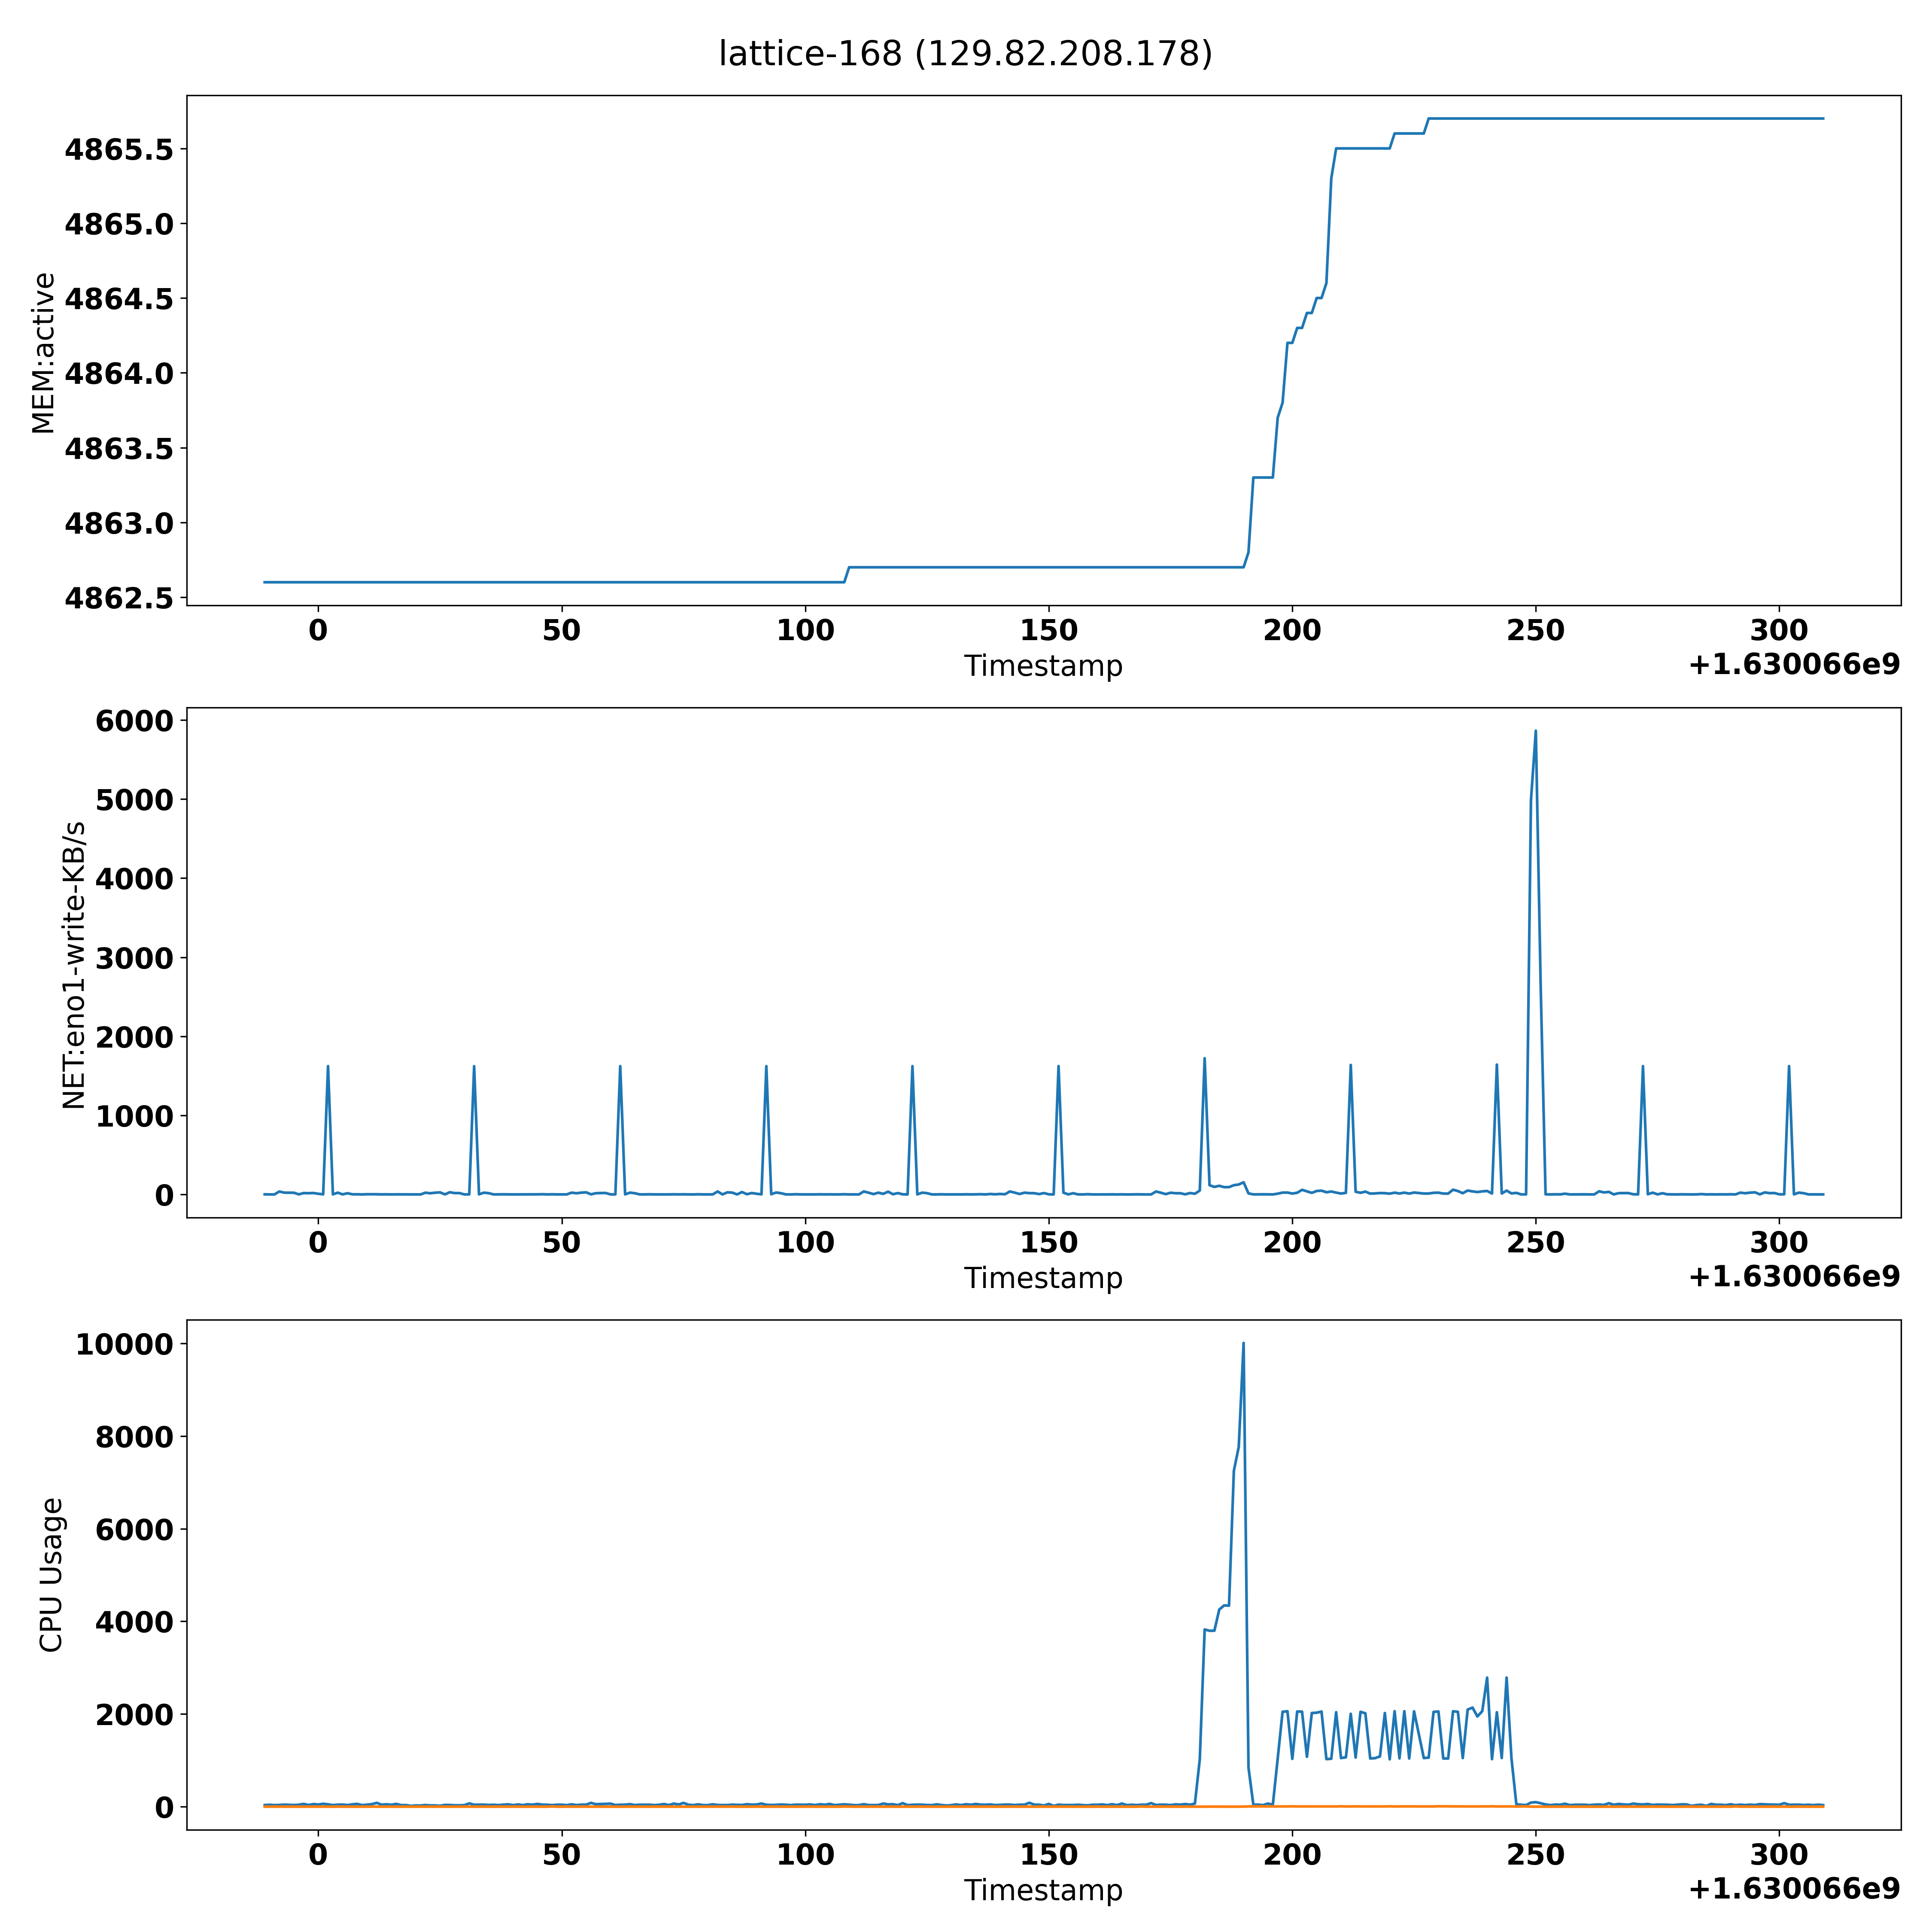 lattice-168 (129.82.208.178)
4865.5
4865.0
4864.5
4864.0
4863.5
4863.0
4862.5
MEM:active
0 50 100 150 200 250 300
Timestamp
+1.630066e9
6000
5000
4000
3000
2000
1000
0
NET:eno1-write-KB/s
0 50 100 150 200 250 300
Timestamp
+1.630066e9
10000
8000
6000
4000
2000
0
CPU Usage
0 50 100 150 200 250 300
Timestamp
+1.630066e9